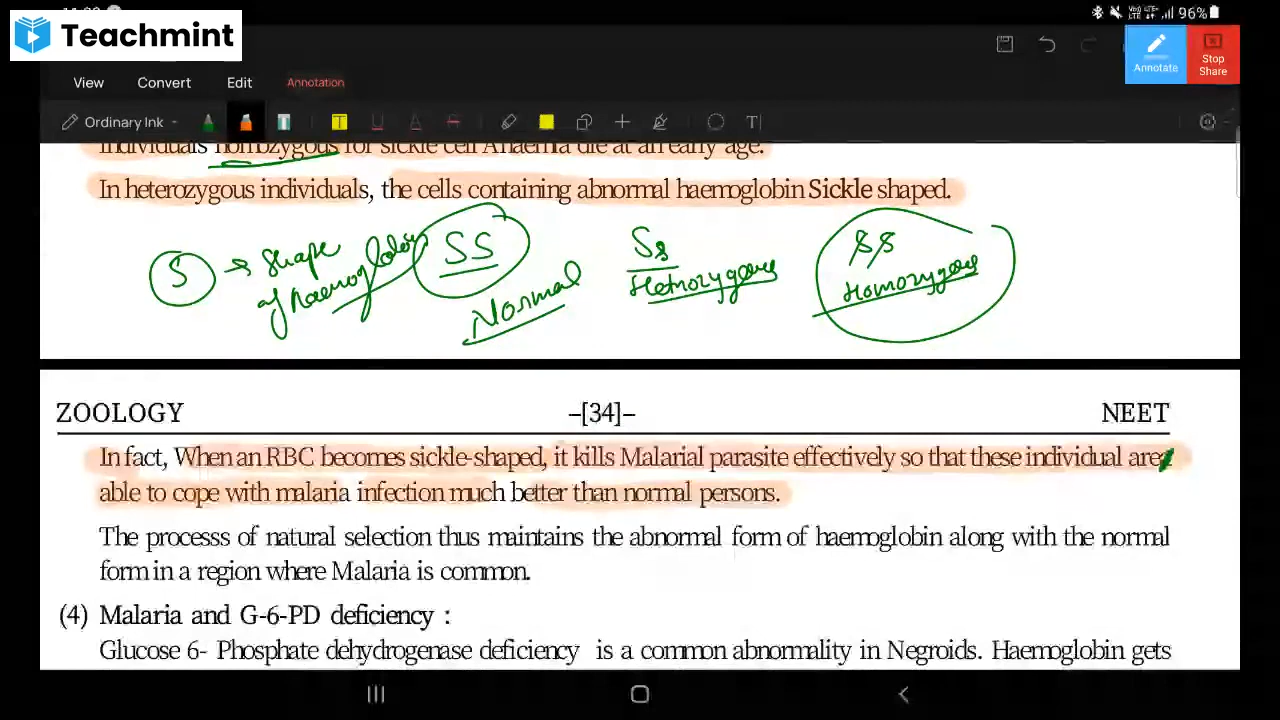 Teachmint
96%
Annotate
Stop
Share
View Convert Edit Annotation
Ordinary Ink
individuals homozygous for sickle cell Anaemia die at an early age.
In heterozygous individuals, the cells containing abnormal haemoglobin Sickle shaped.
S → shape
of haemoglobin
SS
Normal
Ss
Hetrozygous
ss
Homozygous
ZOOLOGY –[34]– NEET
In fact, When an RBC becomes sickle-shaped, it kills Malarial parasite effectively so that these individual are
able to cope with malaria infection much better than normal persons.
The processs of natural selection thus maintains the abnormal form of haemoglobin along with the normal
form in a region where Malaria is common.
(4) Malaria and G-6-PD deficiency :
Glucose 6- Phosphate dehydrogenase deficiency is a common abnormality in Negroids. Haemoglobin gets